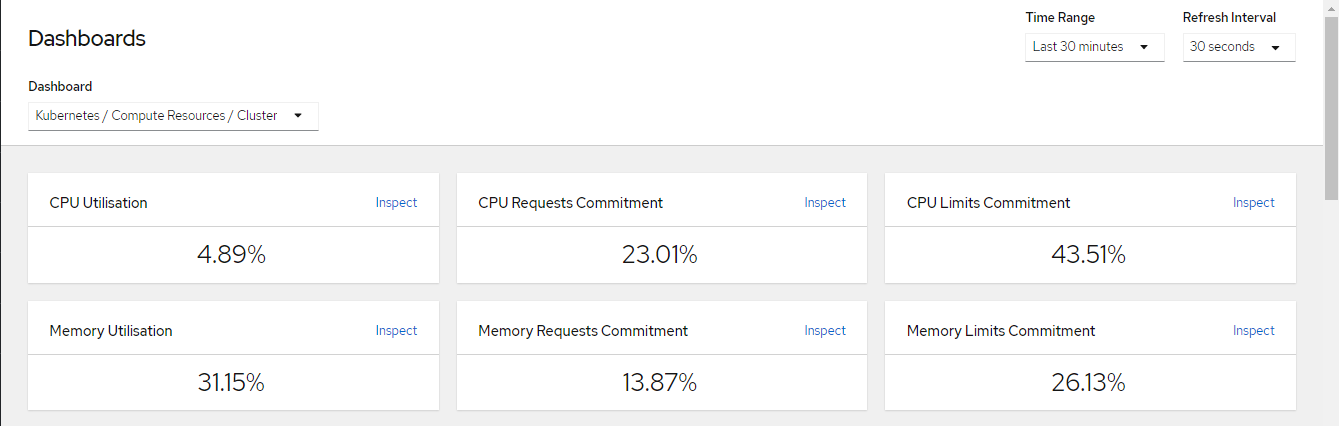 Dashboards
Time Range
Refresh Interval
Last 30 minutes
30 seconds
Dashboard
Kubernetes / Compute Resources / Cluster
CPU Utilisation Inspect
CPU Requests Commitment Inspect
CPU Limits Commitment Inspect
4.89%
23.01%
43.51%
Memory Utilisation Inspect
Memory Requests Commitment Inspect
Memory Limits Commitment Inspect
31.15%
13.87%
26.13%